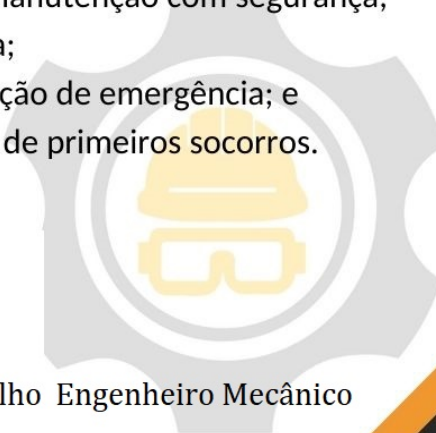 manutenção com segurança;
a;
ção de emergência; e
de primeiros socorros.
lho Engenheiro Mecânico